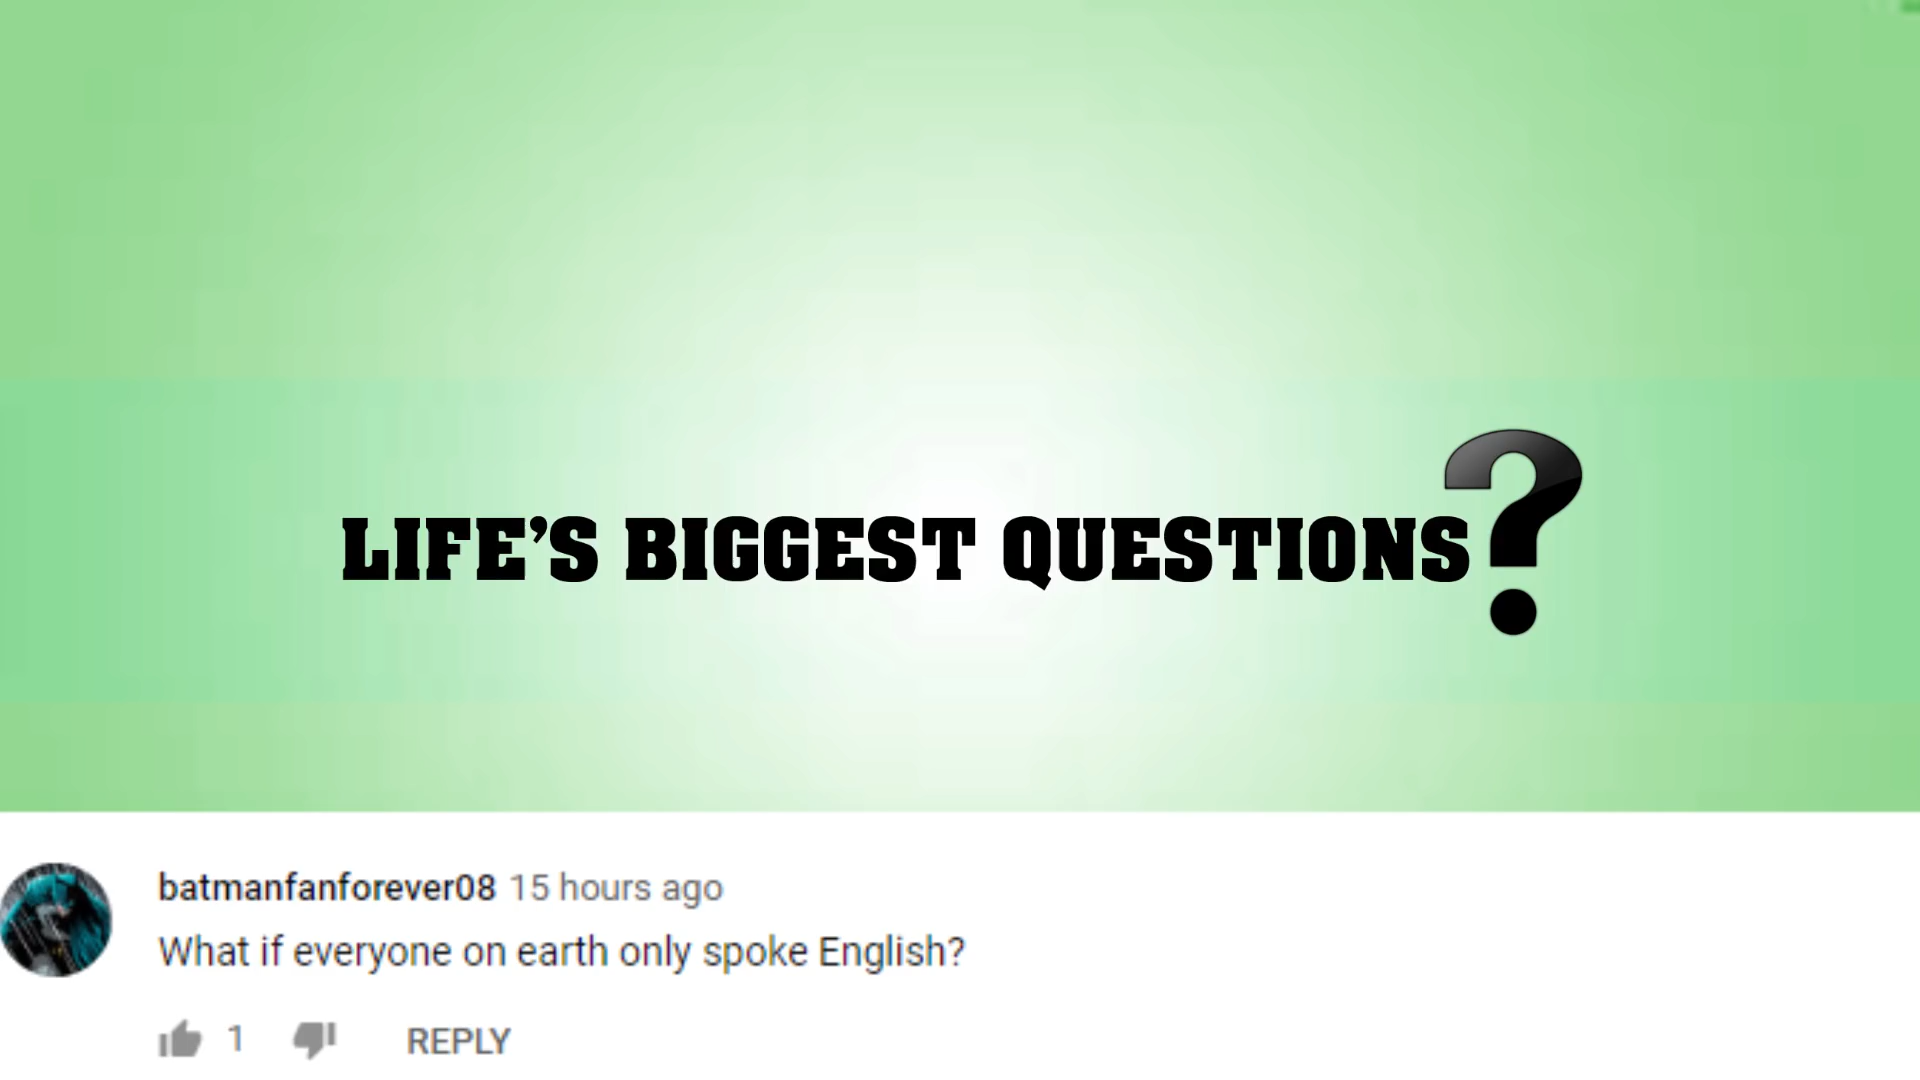 LIFE'S BIGGEST QUESTIONS?
batmanfanforever08 15 hours ago
What if everyone on earth only spoke English?
1 REPLY